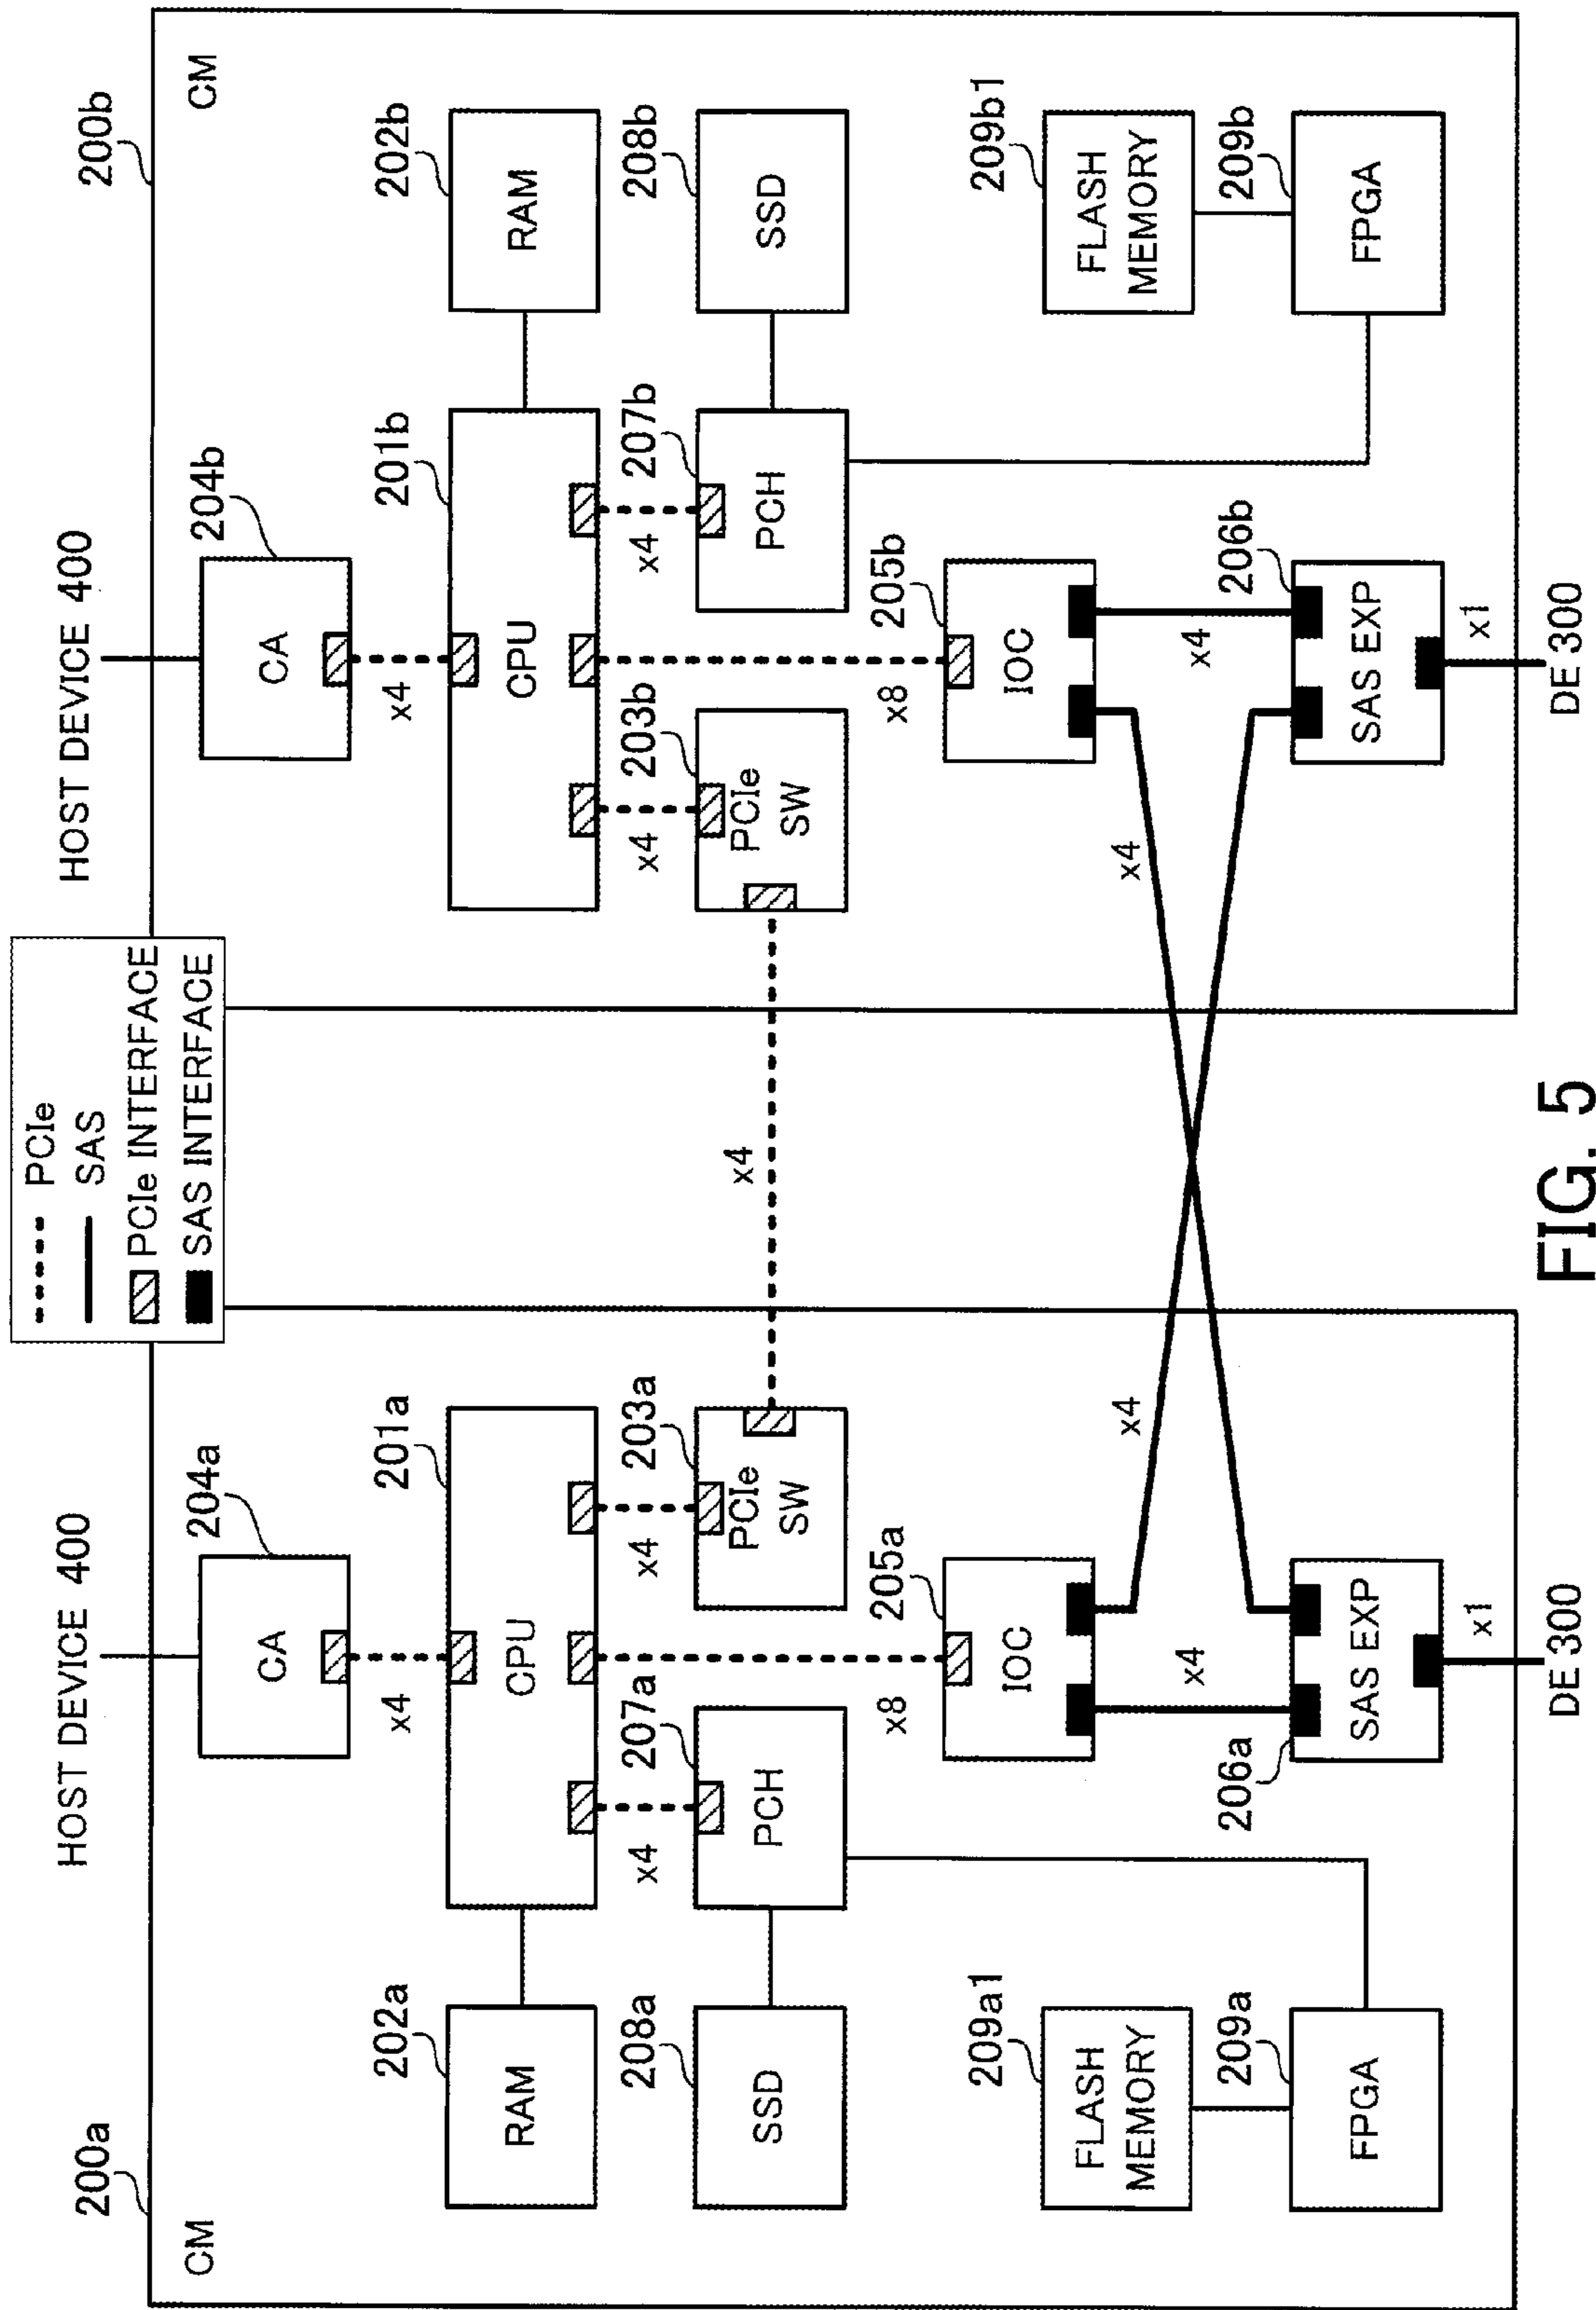 PCIe
SAS
PCIe INTERFACE
SAS INTERFACE
200a
CM
HOST DEVICE 400
204a
CA
x4
202a
RAM
201a
CPU
x4
x4
208a
SSD
207a
PCH
203a
PCIe
SW
x8
205a
IOC
209a1
FLASH
MEMORY
x4
x4
209a
FPGA
206a
SAS EXP
x1
DE 300
x4
200b
CM
HOST DEVICE 400
204b
CA
x4
201b
CPU
202b
RAM
x4
x4
203b
PCIe
SW
207b
PCH
208b
SSD
x8
205b
IOC
209b1
FLASH
MEMORY
x4
x4
206b
SAS EXP
209b
FPGA
x1
DE 300
FIG. 5